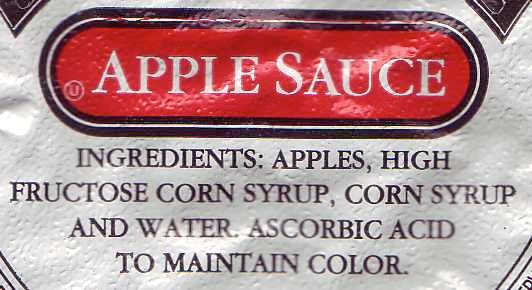 APPLE SAUCE
INGREDIENTS: APPLES, HIGH
FRUCTOSE CORN SYRUP, CORN SYRUP
AND WATER. ASCORBIC ACID
TO MAINTAIN COLOR.